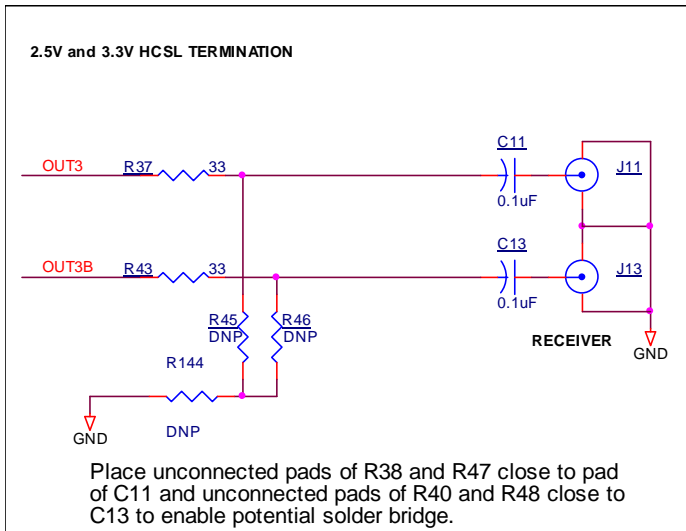 2.5V and 3.3V HCSL TERMINATION
C11
OUT3 R37 33 J11
0.1uF
C13
OUT3B R43 33 J13
0.1uF
R45 R46
DNP DNP
RECEIVER
GND
R144
GND
DNP
Place unconnected pads of R38 and R47 close to pad
of C11 and unconnected pads of R40 and R48 close to
C13 to enable potential solder bridge.